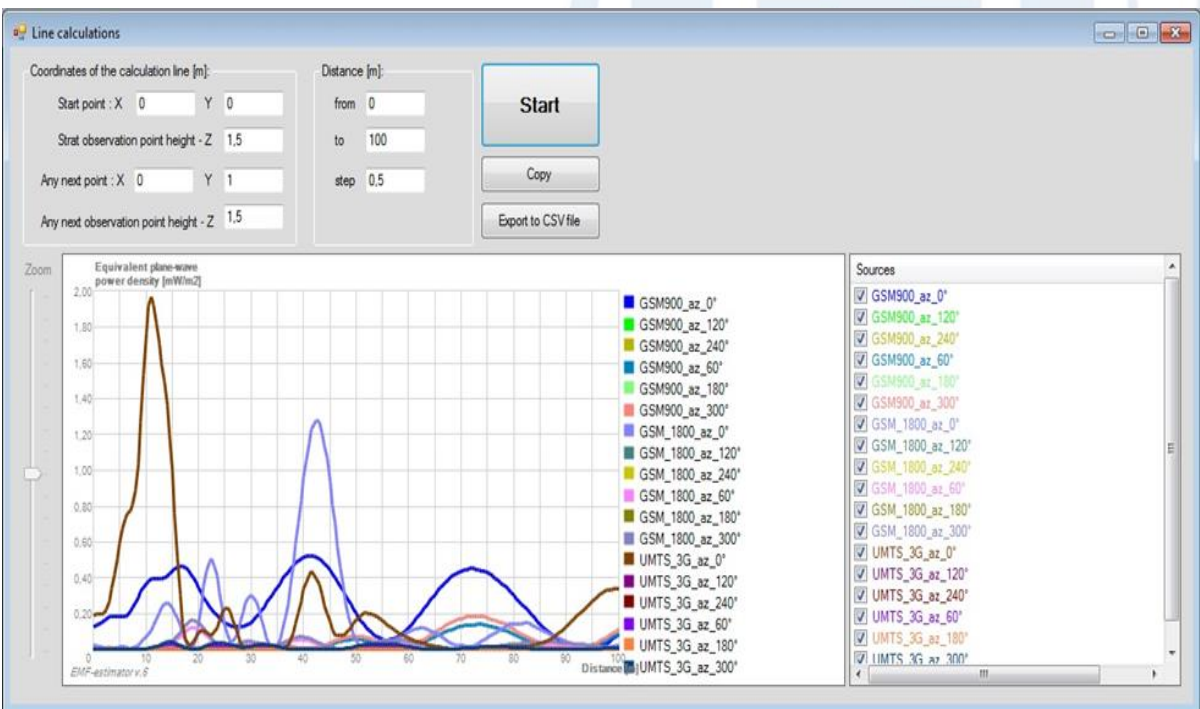 Line calculations
Coordinates of the calculation line [m]:
Start point : X 0 Y 0
Strat observation point height - Z 1,5
Any next point : X 0 Y 1
Any next observation point height - Z 1,5
Distance [m]:
from 0
to 100
step 0,5
Start
Copy
Export to CSV file
Zoom
Equivalent plane-wave
power density [mW/m2]
2,00
1,80
1,60
1,40
1,20
1,00
0,80
0,60
0,40
0,20
0 10 20 30 40 50 60 70 80 90 100
Distance
EMF-estimator v.6
GSM900_az_0°
GSM900_az_120°
GSM900_az_240°
GSM900_az_60°
GSM900_az_180°
GSM900_az_300°
GSM_1800_az_0°
GSM_1800_az_120°
GSM_1800_az_240°
GSM_1800_az_60°
GSM_1800_az_180°
GSM_1800_az_300°
UMTS_3G_az_0°
UMTS_3G_az_120°
UMTS_3G_az_240°
UMTS_3G_az_60°
UMTS_3G_az_180°
UMTS_3G_az_300°
Sources
GSM900_az_0°
GSM900_az_120°
GSM900_az_240°
GSM900_az_60°
GSM900_az_180°
GSM900_az_300°
GSM_1800_az_0°
GSM_1800_az_120°
GSM_1800_az_240°
GSM_1800_az_60°
GSM_1800_az_180°
GSM_1800_az_300°
UMTS_3G_az_0°
UMTS_3G_az_120°
UMTS_3G_az_240°
UMTS_3G_az_60°
UMTS_3G_az_180°
UMTS_3G_az_300°